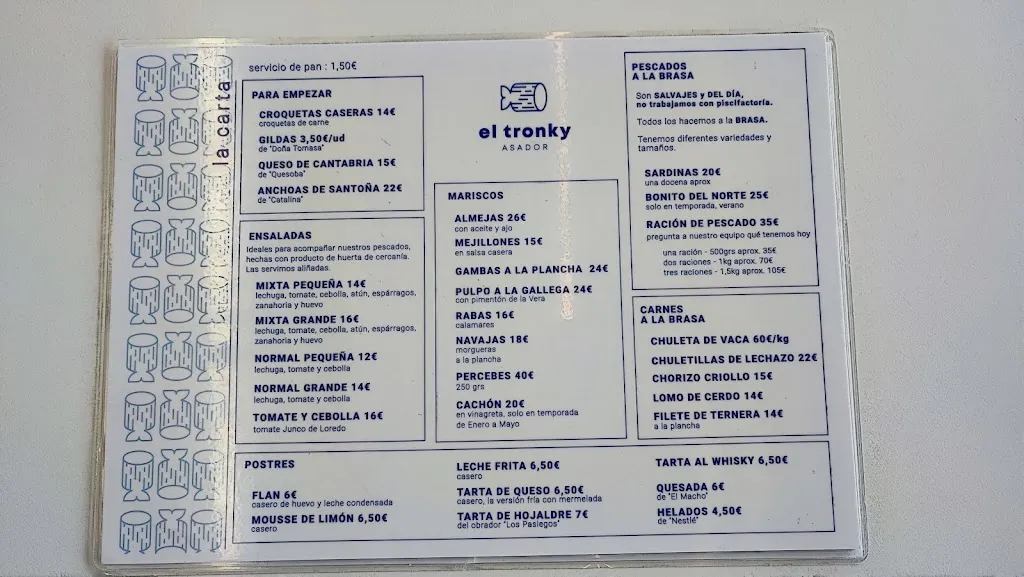 la carta
servicio de pan : 1,50€
PARA EMPEZAR
CROQUETAS CASERAS 14€
croquetas de carne
GILDAS 3,50€/ud
de "Doña Tomasa"
QUESO DE CANTABRIA 15€
de "Quesoba"
ANCHOAS DE SANTOÑA 22€
de "Catalina"
ENSALADAS
Ideales para acompañar nuestros pescados,
hechas con producto de huerta de cercanía.
Las servimos aliñadas.
MIXTA PEQUEÑA 14€
lechuga, tomate, cebolla, atún, espárragos,
zanahoria y huevo
MIXTA GRANDE 16€
lechuga, tomate, cebolla, atún, espárragos,
zanahoria y huevo
NORMAL PEQUEÑA 12€
lechuga, tomate y cebolla
NORMAL GRANDE 14€
lechuga, tomate y cebolla
TOMATE Y CEBOLLA 16€
tomate Junco de Loredo
el tronky
ASADOR
MARISCOS
ALMEJAS 26€
con aceite y ajo
MEJILLONES 15€
en salsa casera
GAMBAS A LA PLANCHA 24€
PULPO A LA GALLEGA 24€
con pimentón de la Vera
RABAS 16€
calamares
NAVAJAS 18€
morgueras
a la plancha
PERCEBES 40€
250 grs
CACHÓN 20€
en vinagreta, solo en temporada
de Enero a Mayo
PESCADOS
A LA BRASA
Son SALVAJES y DEL DÍA,
no trabajamos con piscifactoría.
Todos los hacemos a la BRASA.
Tenemos diferentes variedades y
tamaños.
SARDINAS 20€
una docena aprox
BONITO DEL NORTE 25€
solo en temporada, verano
RACIÓN DE PESCADO 35€
pregunta a nuestro equipo qué tenemos hoy
una ración - 500grs aprox. 35€
dos raciones - 1kg aprox. 70€
tres raciones - 1,5kg aprox. 105€
CARNES
A LA BRASA
CHULETA DE VACA 60€/kg
CHULETILLAS DE LECHAZO 22€
CHORIZO CRIOLLO 15€
LOMO DE CERDO 14€
FILETE DE TERNERA 14€
a la plancha
POSTRES
FLAN 6€
casero de huevo y leche condensada
MOUSSE DE LIMÓN 6,50€
casero
LECHE FRITA 6,50€
casero
TARTA DE QUESO 6,50€
casero, la versión fría con mermelada
TARTA DE HOJALDRE 7€
del obrador "Los Pasiegos"
TARTA AL WHISKY 6,50€
QUESADA 6€
de "El Macho"
HELADOS 4,50€
de "Nestlé"